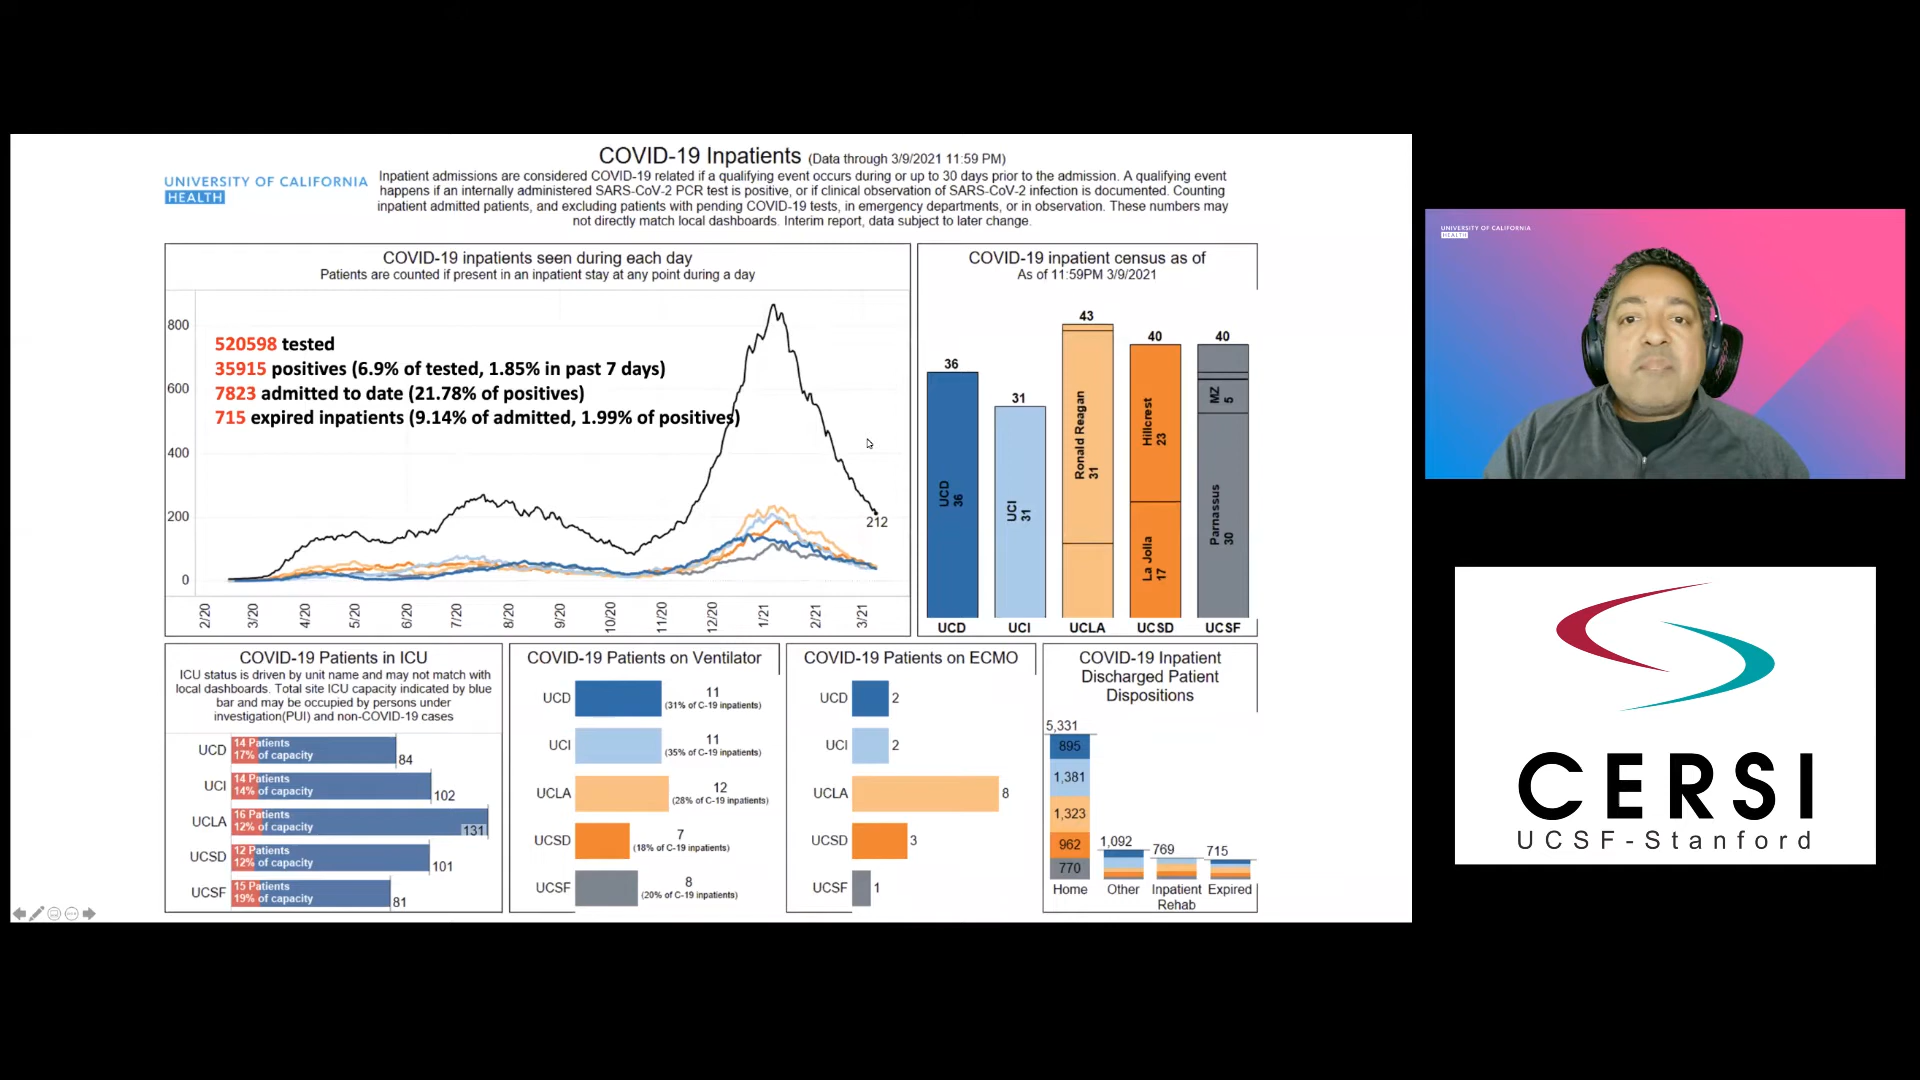 COVID-19 Inpatients (Data through 3/9/2021 11:59 PM)
UNIVERSITY OF CALIFORNIA
HEALTH
Inpatient admissions are considered COVID-19 related if a qualifying event occurs during or up to 30 days prior to the admission. A qualifying event
happens if an internally administered SARS-CoV-2 PCR test is positive, or if clinical observation of SARS-CoV-2 infection is documented. Counting
inpatient admitted patients, and excluding patients with pending COVID-19 tests, in emergency departments, or in observation. These numbers may
not directly match local dashboards. Interim report, data subject to later change.
COVID-19 inpatients seen during each day
Patients are counted if present in an inpatient stay at any point during a day
800
600
400
200
0
520598 tested
35915 positives (6.9% of tested, 1.85% in past 7 days)
7823 admitted to date (21.78% of positives)
715 expired inpatients (9.14% of admitted, 1.99% of positives)
212
2/20 3/20 4/20 5/20 6/20 7/20 8/20 9/20 10/20 11/20 12/20 1/21 2/21 3/21
COVID-19 inpatient census as of
As of 11:59PM 3/9/2021
36 31 43 40 40
UCD
36
UCI
31
Ronald Reagan
31
Hillcrest
23
La Jolla
17
MZ
5
Parnassus
30
UCD UCI UCLA UCSD UCSF
COVID-19 Patients in ICU
ICU status is driven by unit name and may not match with
local dashboards. Total site ICU capacity indicated by blue
bar and may be occupied by persons under
investigation(PUI) and non-COVID-19 cases
UCD
14 Patients
17% of capacity
84
UCI
14 Patients
14% of capacity
102
UCLA
16 Patients
12% of capacity
131
UCSD
12 Patients
12% of capacity
101
UCSF
15 Patients
19% of capacity
81
COVID-19 Patients on Ventilator
UCD 11
(31% of C-19 inpatients)
UCI 11
(35% of C-19 inpatients)
UCLA 12
(28% of C-19 inpatients)
UCSD 7
(18% of C-19 inpatients)
UCSF 8
(20% of C-19 inpatients)
COVID-19 Patients on ECMO
UCD 2
UCI 2
UCLA 8
UCSD 3
UCSF 1
COVID-19 Inpatient
Discharged Patient
Dispositions
5,331
895
1,381
1,323
962
770
1,092
769
715
Home Other Inpatient Rehab Expired
UNIVERSITY OF CALIFORNIA
HEALTH
CERSI
UCSF-Stanford